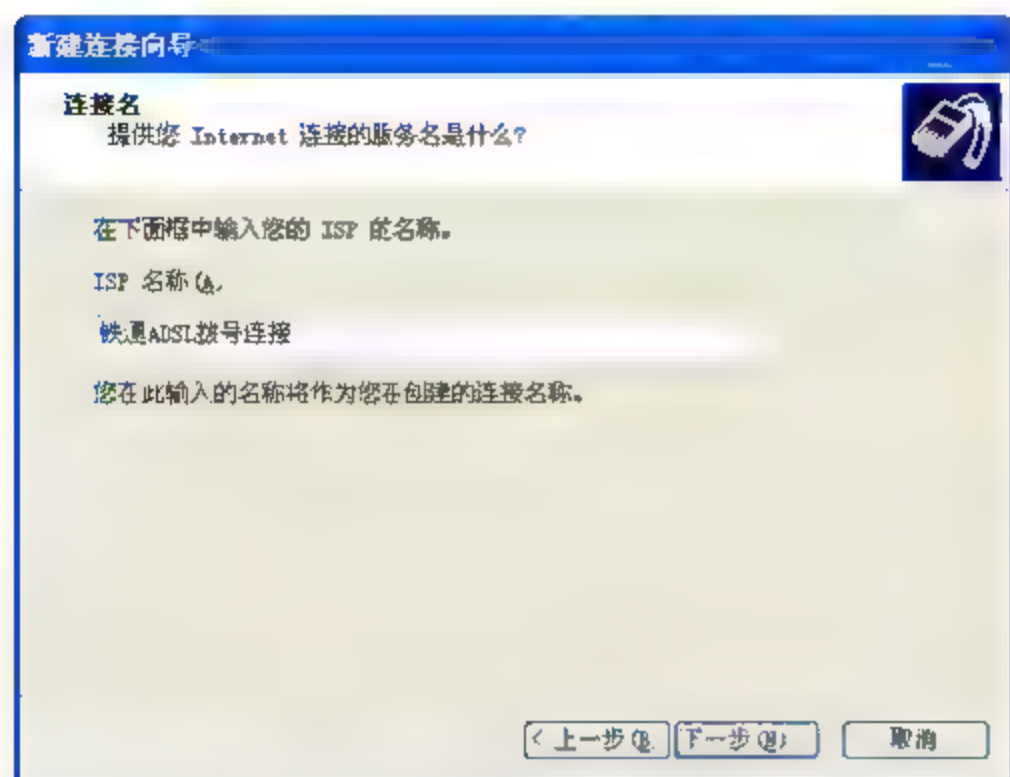 新建连接向导
连接名
提供您 Internet 连接的服务名是什么?
在下面框中输入您的 ISP 的名称。
ISP 名称(A)
铁通ADSL拨号连接
您在此输入的名称将作为您在创建的连接名称。
< 上一步(B)
下一步(N)
取消